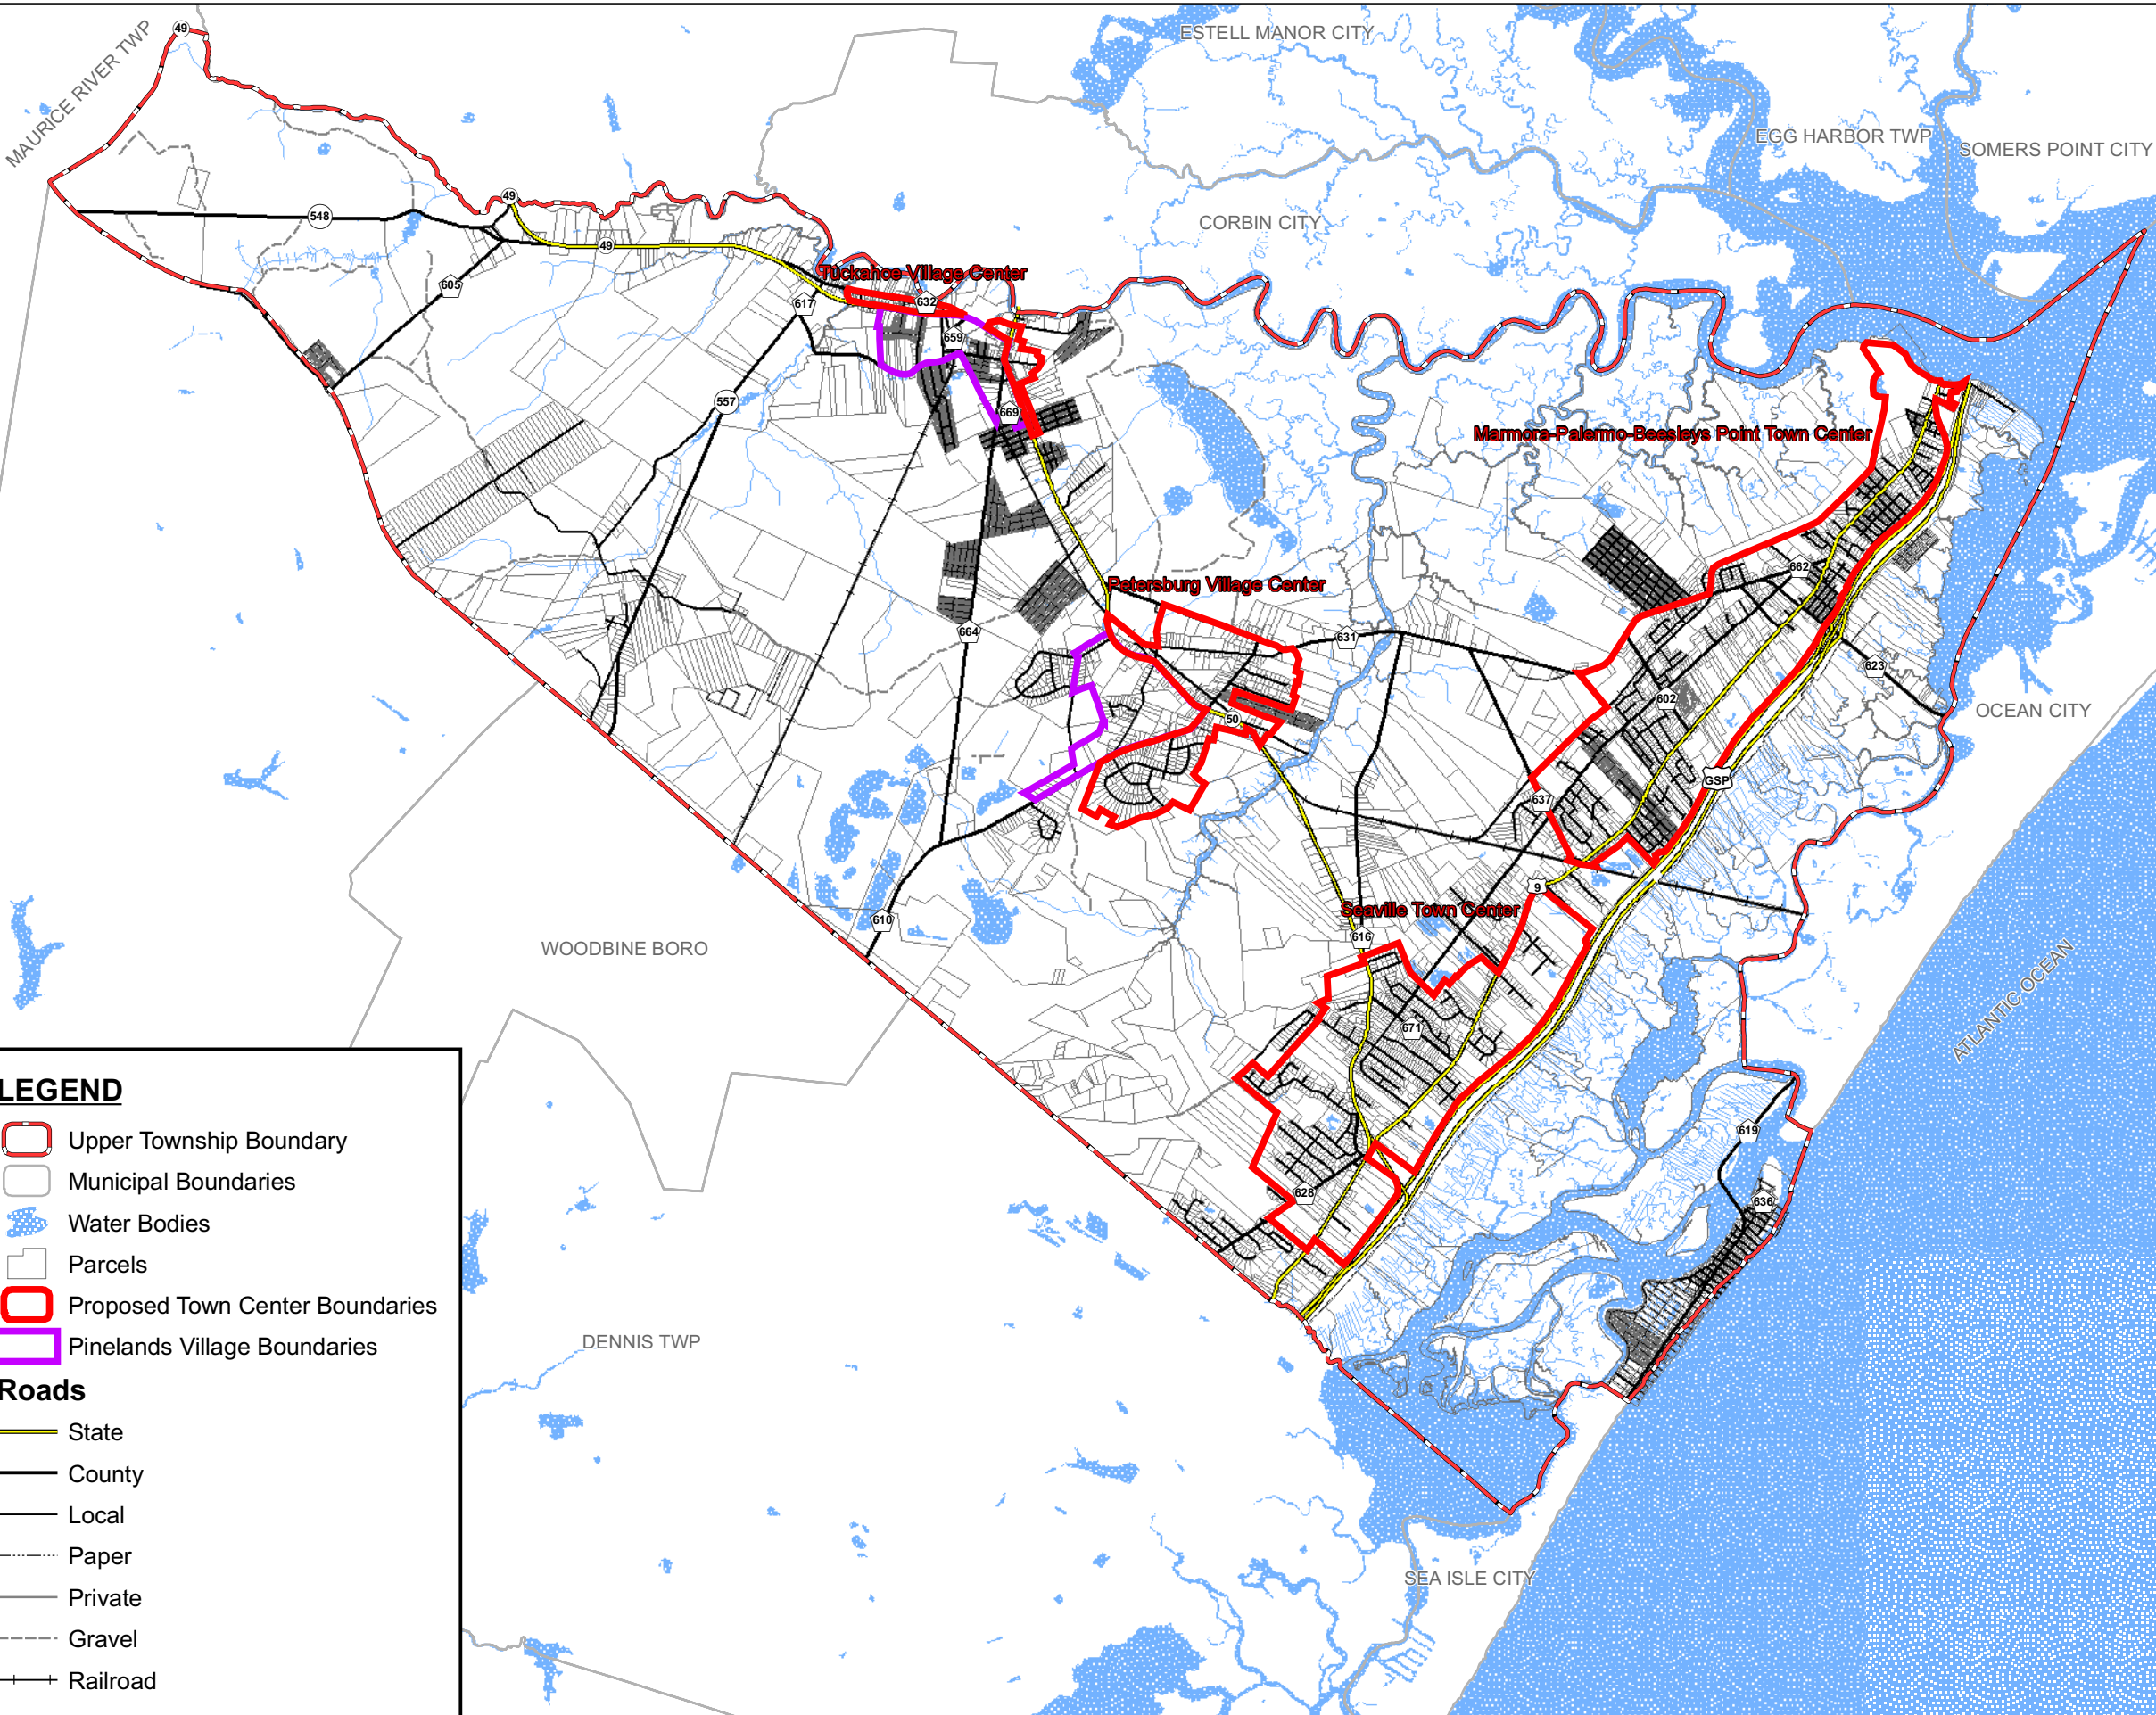 49
MAURICE RIVER TWP
ESTELL MANOR CITY
EGG HARBOR TWP
SOMERS POINT CITY
49
548
CORBIN CITY
49
605
Tuckahoe Village Center
617
632
659
557
669
Marmora-Palermo-Beesleys Point Town Center
662
Petersburg Village Center
664
631
623
602
OCEAN CITY
50
GSP
637
9
Seaville Town Center
610
616
WOODBINE BORO
ATLANTIC OCEAN
671
619
628
636
DENNIS TWP
SEA ISLE CITY
LEGEND
Upper Township Boundary
Municipal Boundaries
Water Bodies
Parcels
Proposed Town Center Boundaries
Pinelands Village Boundaries
Roads
State
County
Local
Paper
Private
Gravel
Railroad